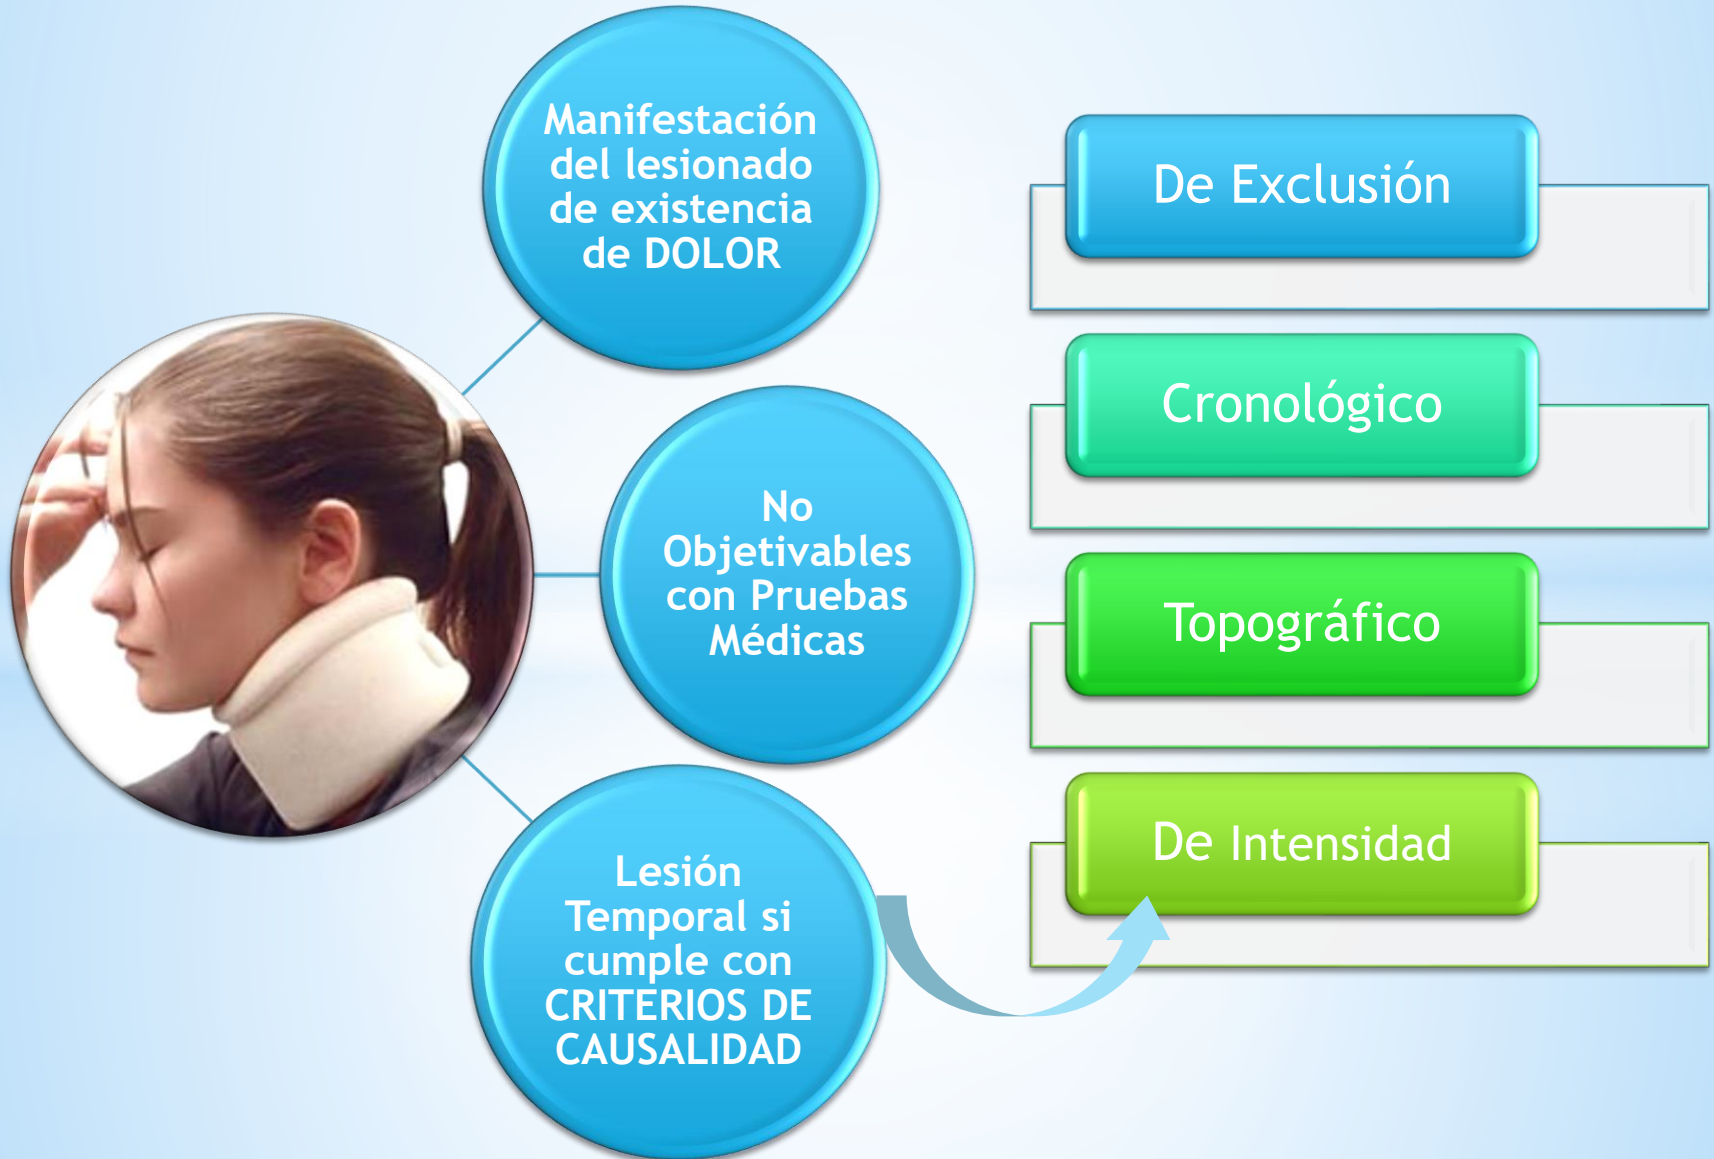 Manifestación
del lesionado
de existencia
de DOLOR
No
Objetivables
con Pruebas
Médicas
Lesión
Temporal si
cumple con
CRITERIOS DE
CAUSALIDAD
De Exclusión
Cronológico
Topográfico
De Intensidad